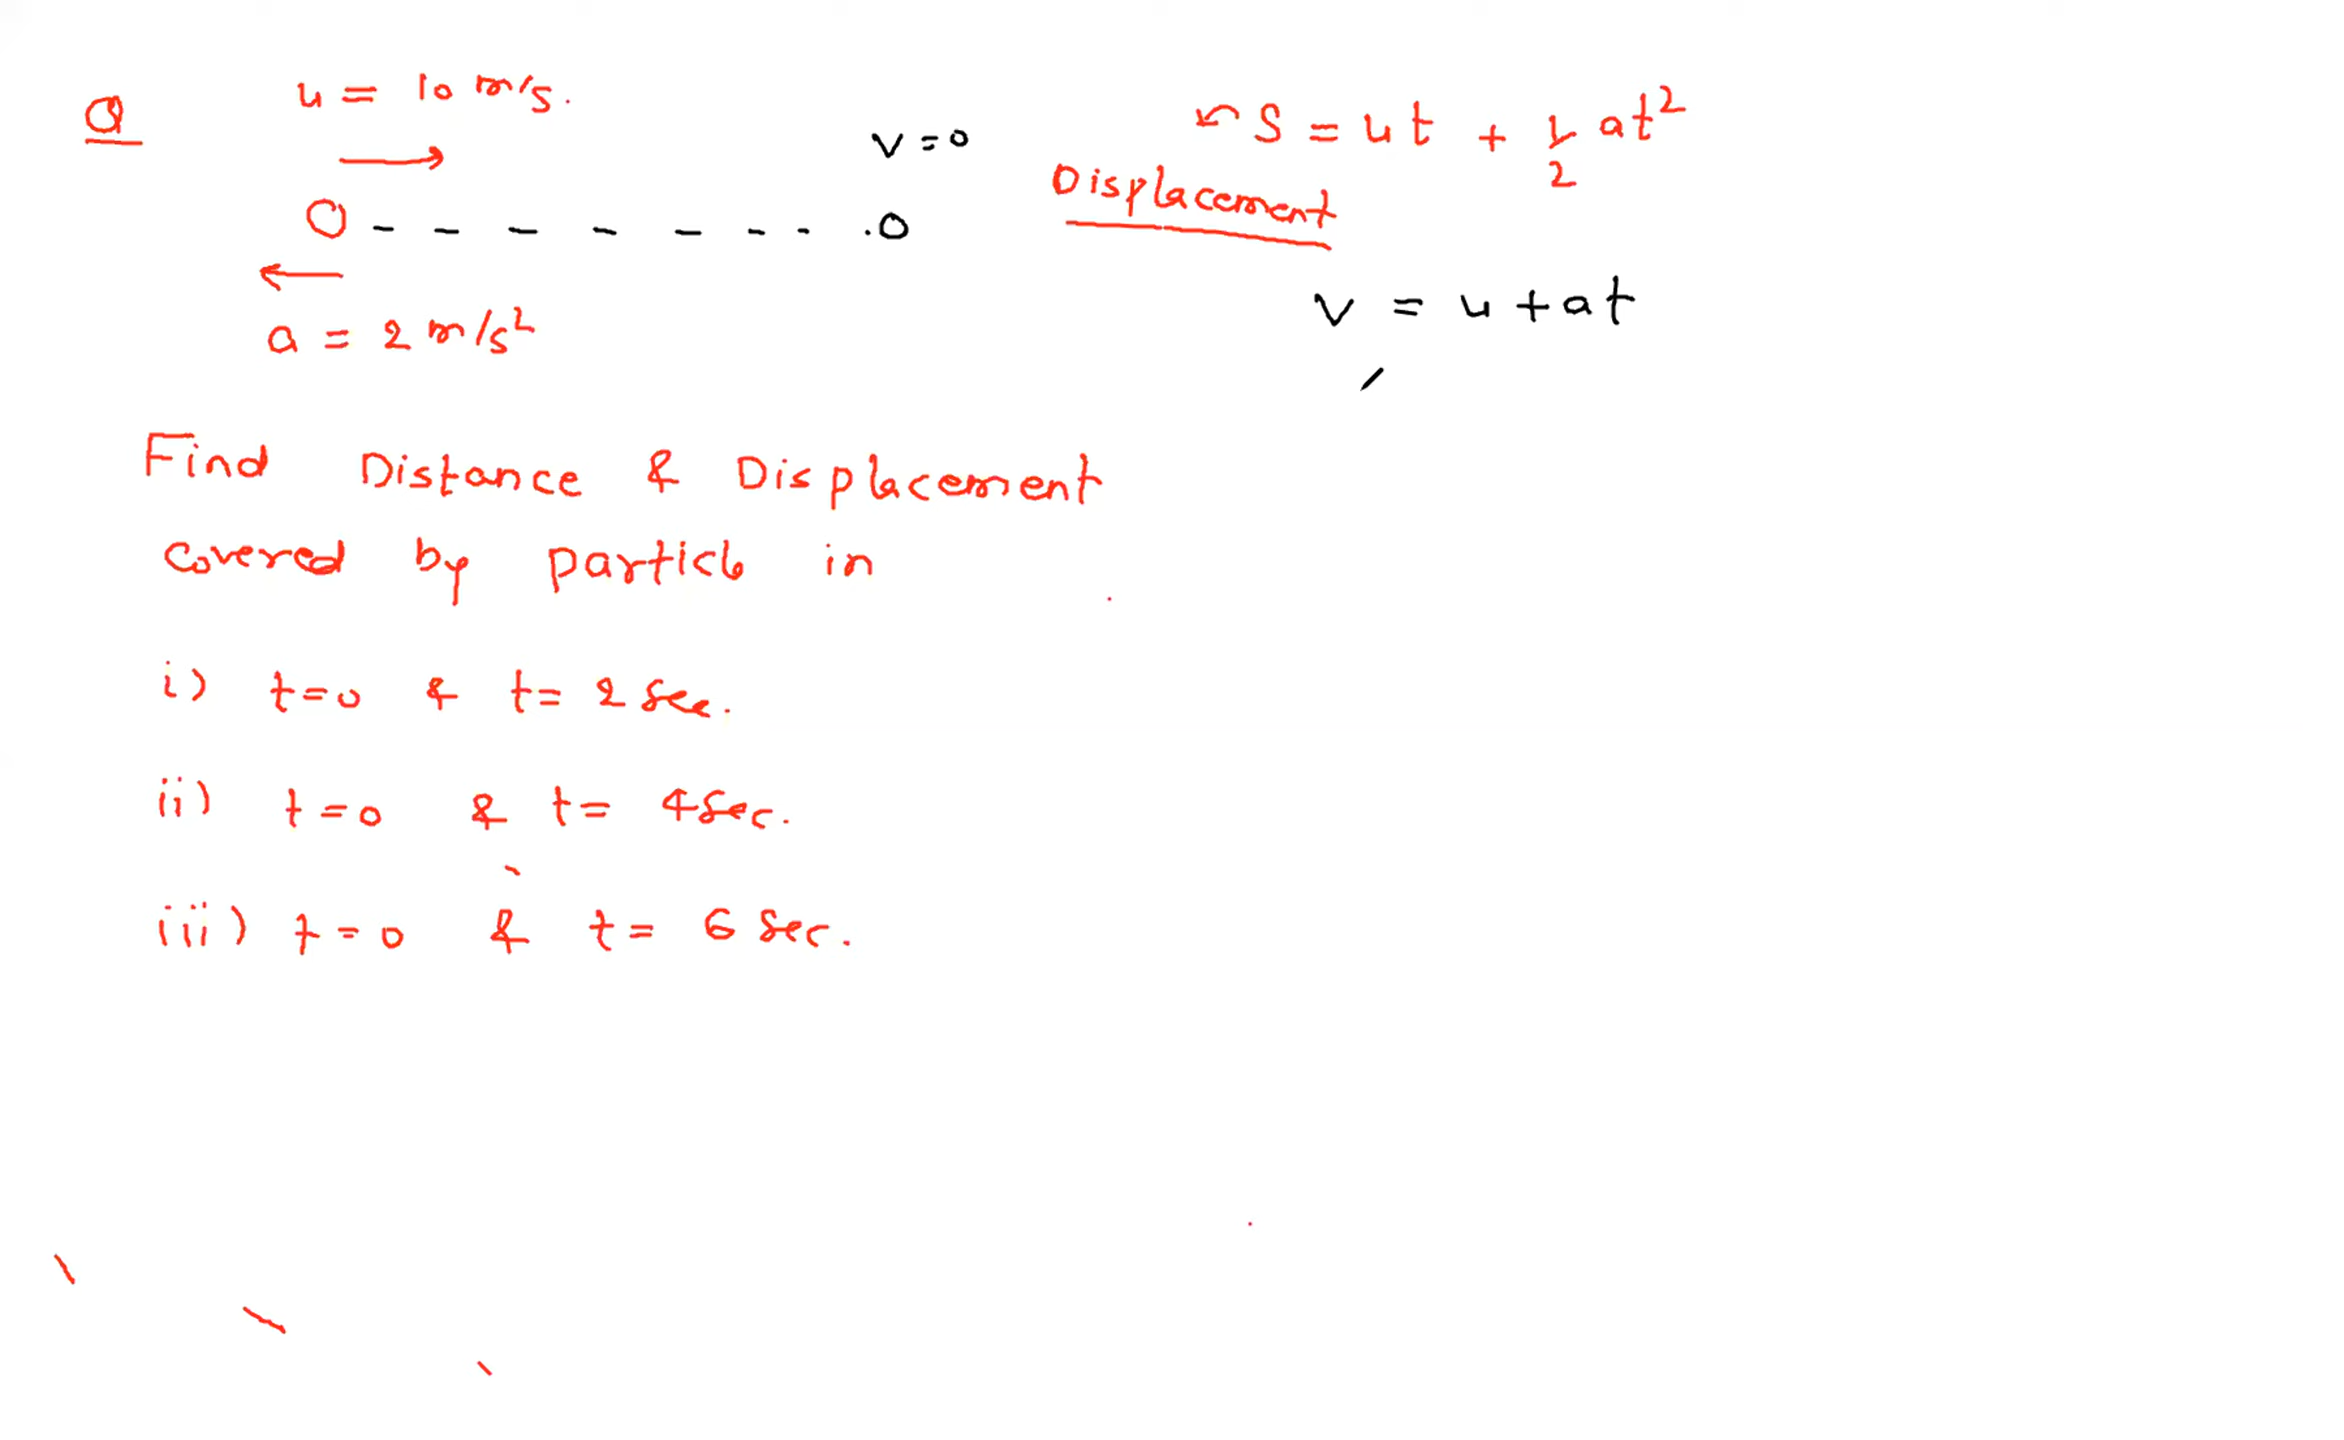 Q
u = 10 m/s.
v = 0
a = 2 m/s²
S = ut + 1/2 at²
Displacement
v = u + at
Find Distance & Displacement
covered by particle in
i) t=0 & t= 2 sec.
ii) t=0 & t= 4 sec.
iii) t=0 & t= 6 sec.